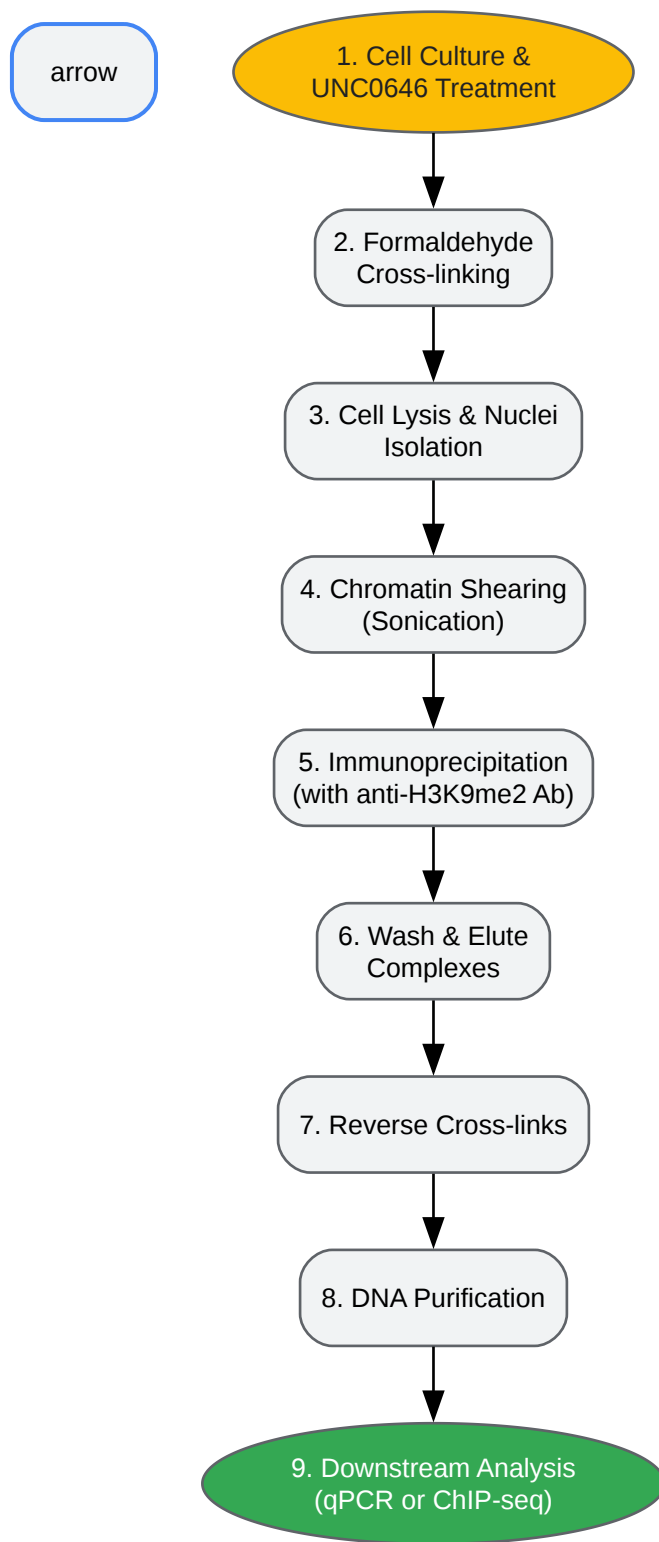 arrow
1. Cell Culture &
UNC0646 Treatment
2. Formaldehyde
Cross-linking
3. Cell Lysis & Nuclei
Isolation
4. Chromatin Shearing
(Sonication)
5. Immunoprecipitation
(with anti-H3K9me2 Ab)
6. Wash & Elute
Complexes
7. Reverse Cross-links
8. DNA Purification
9. Downstream Analysis
(qPCR or ChIP-seq)